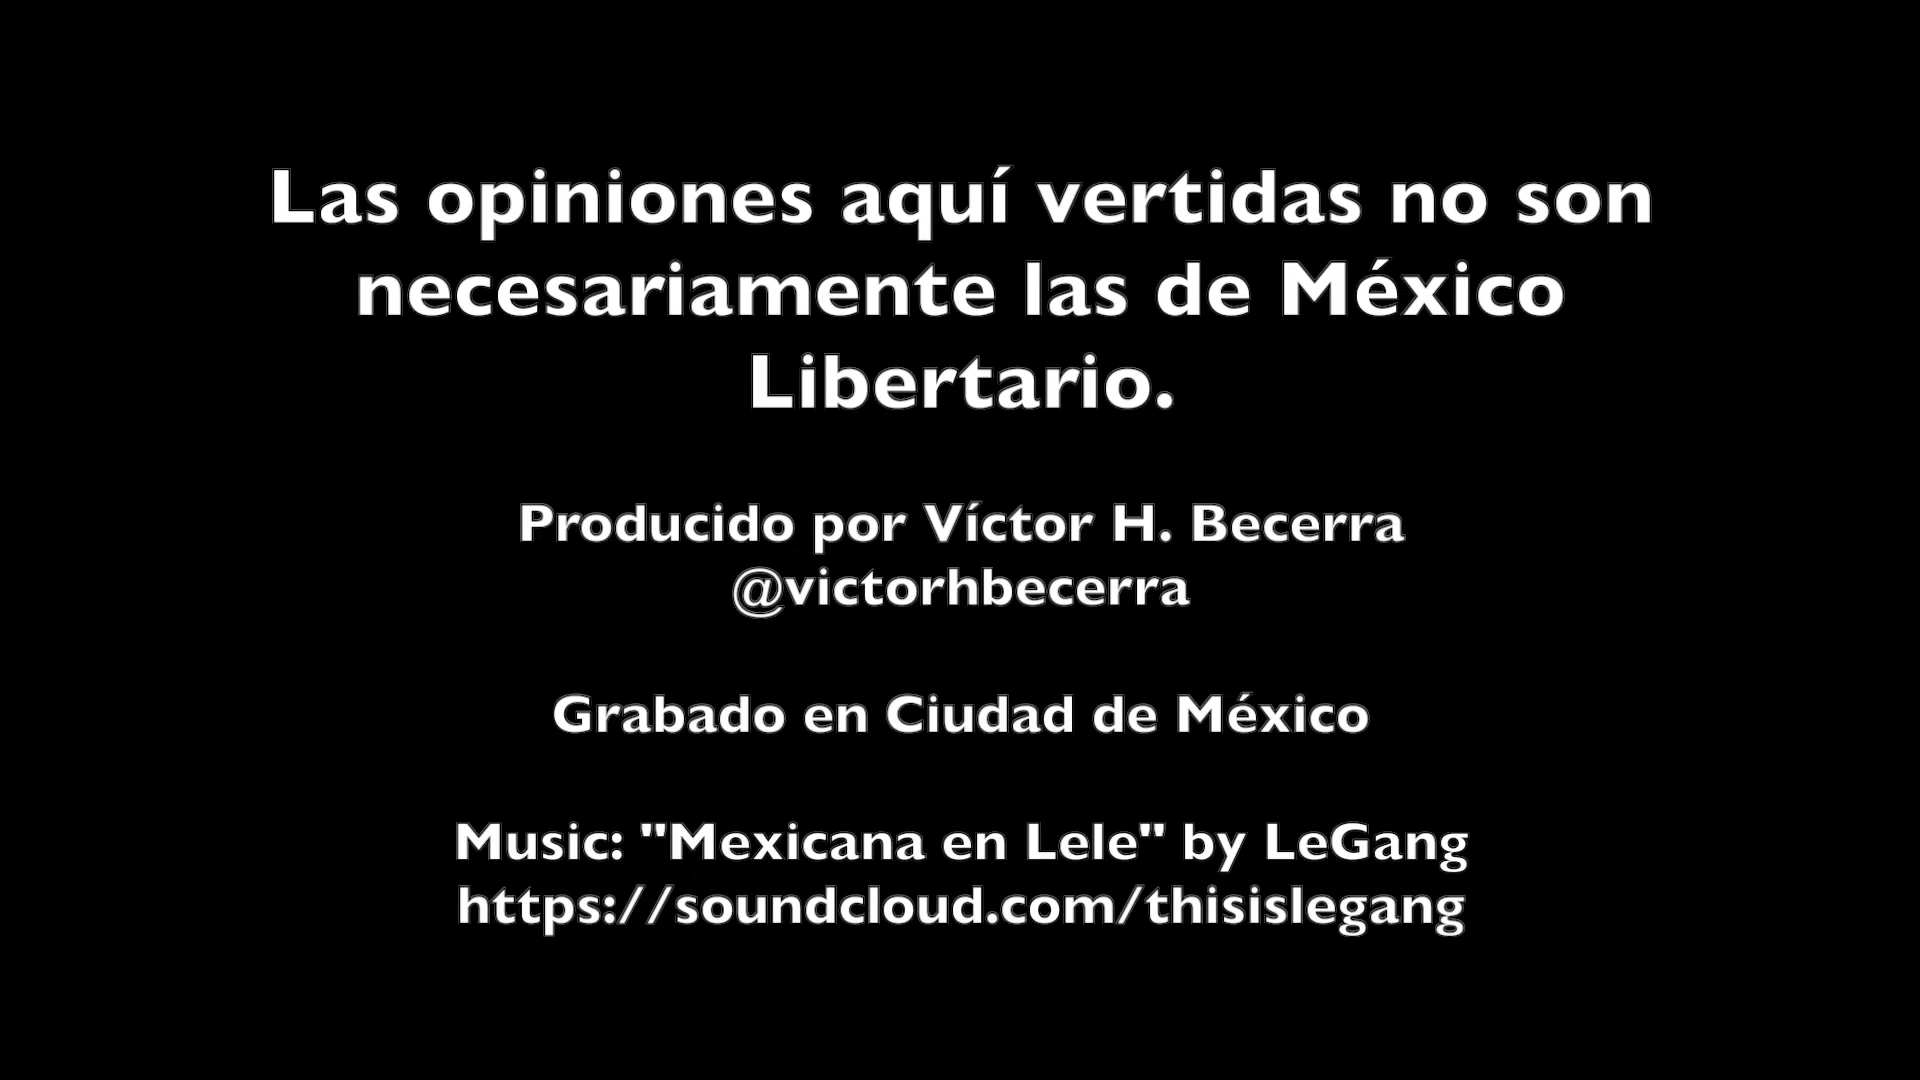 Las opiniones aquí vertidas no son
necesariamente las de México
Libertario.
Producido por Víctor H. Becerra
@victorhbecerra
Grabado en Ciudad de México
Music: "Mexicana en Lele" by LeGang
https://soundcloud.com/thisislegang